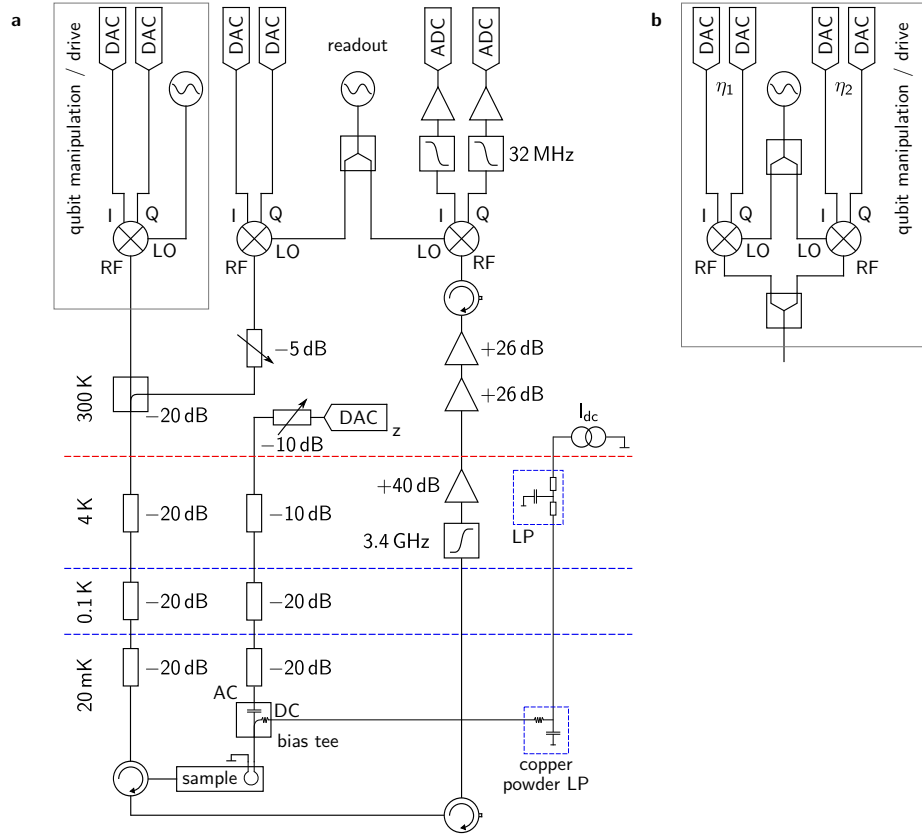 a
b
DAC
DAC
DAC
DAC
readout
ADC
ADC
DAC
DAC
DAC
DAC
qubit manipulation / drive
η1
η2
qubit manipulation / drive
32 MHz
I
Q
I
Q
I
Q
I
Q
I
Q
LO
LO
LO
LO
RF
RF
RF
RF
RF
−5 dB
+26 dB
+26 dB
300 K
−20 dB
DAC
z
−10 dB
Idc
4 K
−20 dB
−10 dB
+40 dB
3.4 GHz
LP
0.1 K
−20 dB
−20 dB
20 mK
−20 dB
−20 dB
AC
DC
bias tee
sample
copper
powder LP